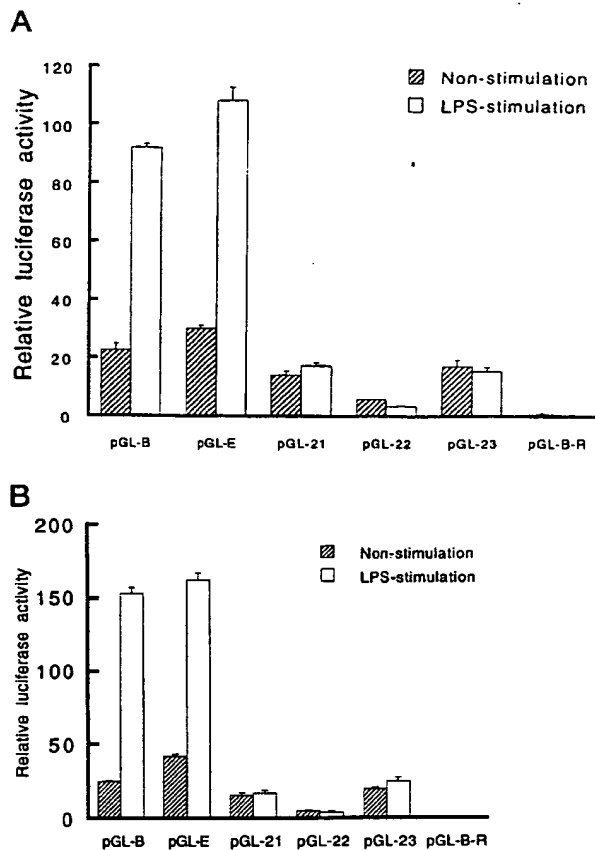 A
Relative luciferase activity
120
100
80
60
40
20
0
Non-stimulation
LPS-stimulation
pGL-B pGL-E pGL-21 pGL-22 pGL-23 pGL-B-R
B
Relative luciferase activity
200
150
100
50
0
Non-stimulation
LPS-stimulation
pGL-B pGL-E pGL-21 pGL-22 pGL-23 pGL-B-R